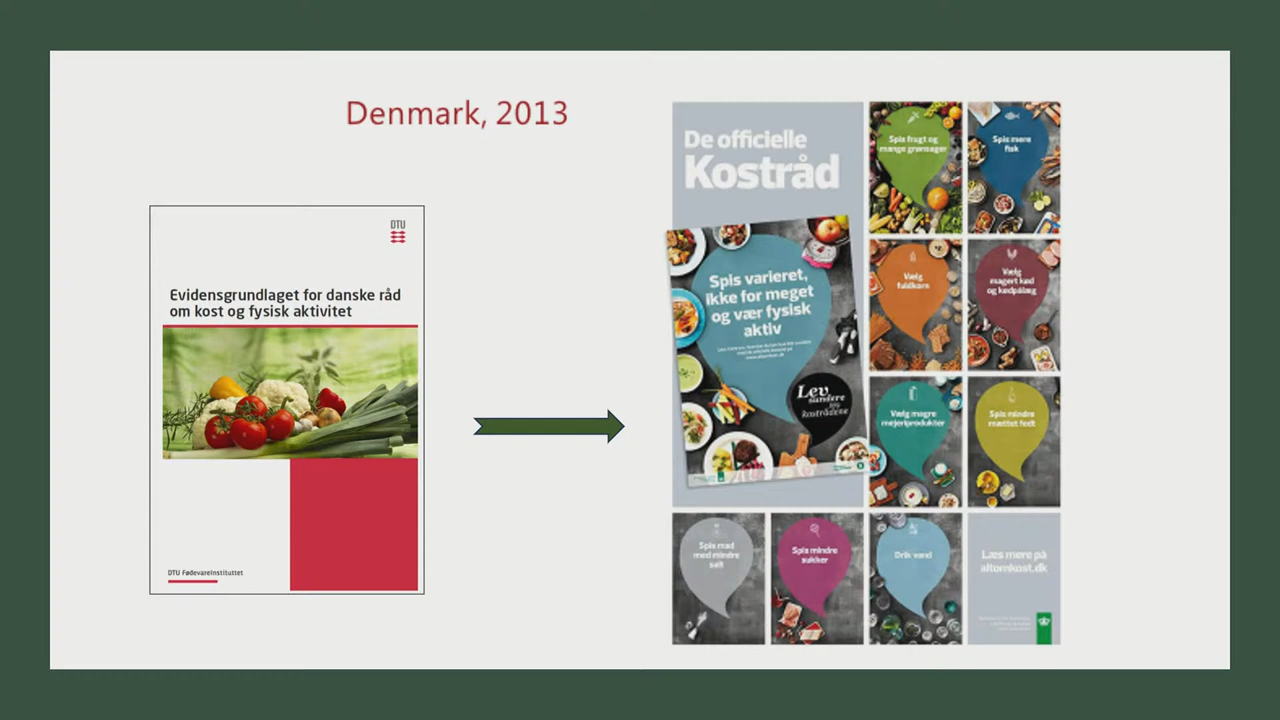 Denmark, 2013
DTU
Evidensgrundlaget for danske råd
om kost og fysisk aktivitet
DTU Fødevareinstituttet
De officielle
Kostråd
Spis varieret,
ikke for meget
og vær fysisk
aktiv
Lev
sundere
kostrådene
Spis frugt og
mange grønsager
Spis mere
fisk
Vælg
fuldkorn
Vælg
magert kød
og kødpålæg
Vælg magre
mejeriprodukter
Spis mindre
mættet fedt
Spis mad
med mindre
salt
Spis mindre
sukker
Drik vand
Læs mere på
altomkost.dk